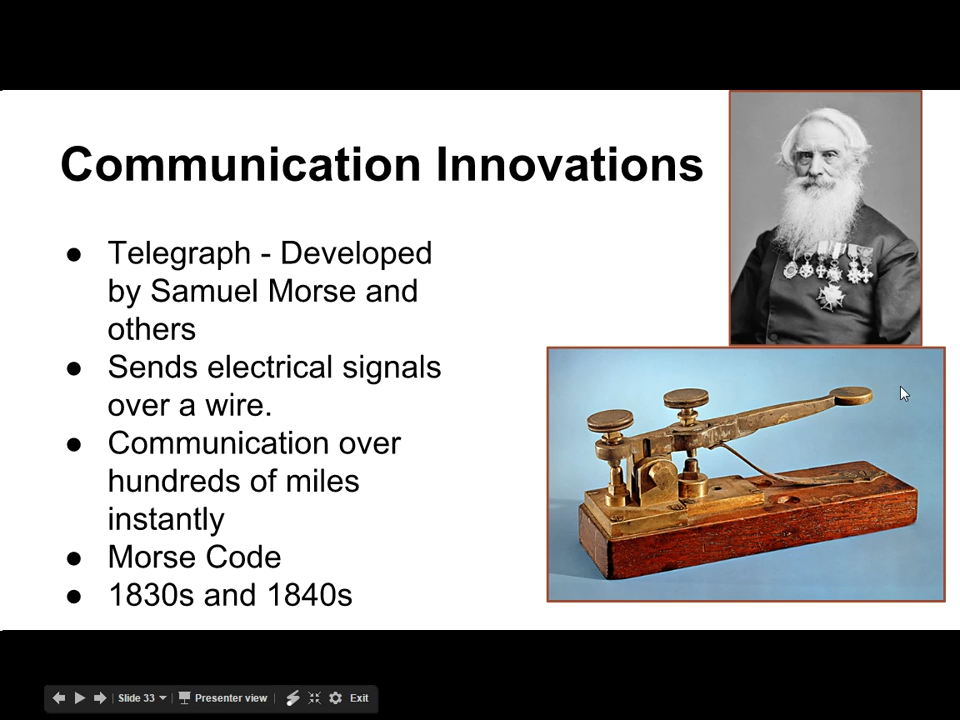 Communication Innovations
● Telegraph - Developed
by Samuel Morse and
others
● Sends electrical signals
over a wire.
● Communication over
hundreds of miles
instantly
● Morse Code
● 1830s and 1840s
Slide 33 Presenter view Exit